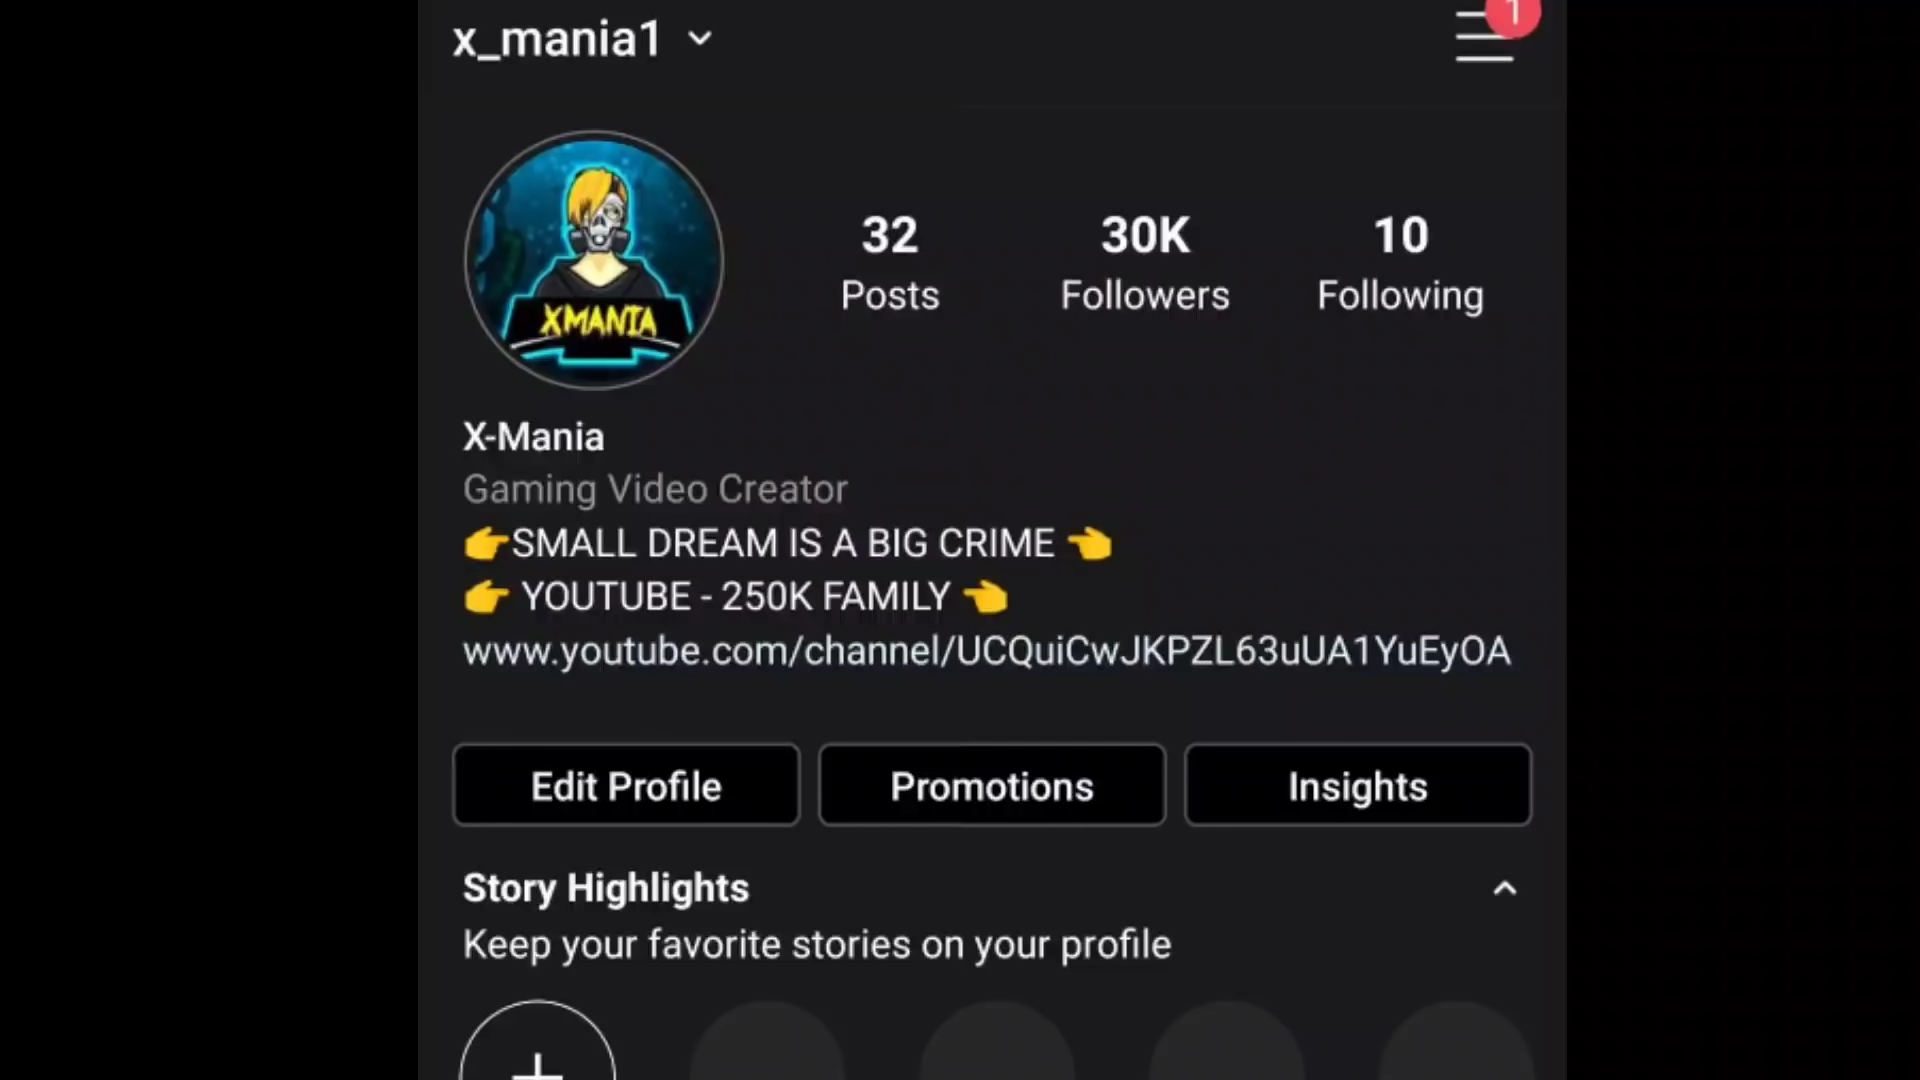 x_mania1
1
XMANIA
32
Posts
30K
Followers
10
Following
X-Mania
Gaming Video Creator
👉SMALL DREAM IS A BIG CRIME 👈
👉 YOUTUBE - 250K FAMILY 👈
www.youtube.com/channel/UCQuiCwJKPZL63uUA1YuEyOA
Edit Profile
Promotions
Insights
Story Highlights
Keep your favorite stories on your profile